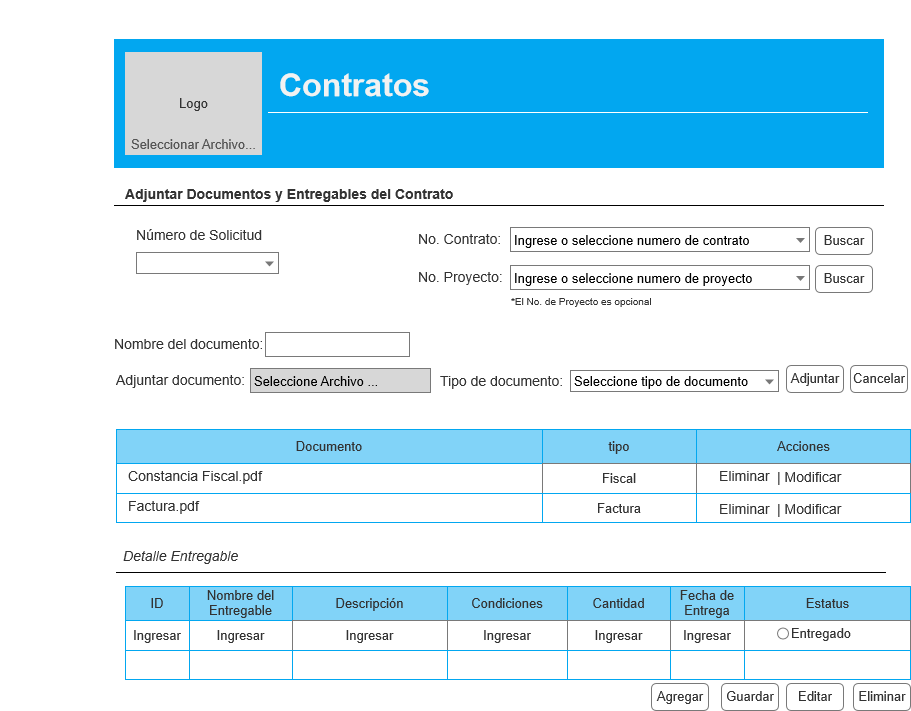 Contratos
Logo
Seleccionar Archivo...
Adjuntar Documentos y Entregables del Contrato
Número de Solicitud
No. Contrato: Ingrese o seleccione numero de contrato Buscar
No. Proyecto: Ingrese o seleccione numero de proyecto Buscar
*El No. de Proyecto es opcional
Nombre del documento:
Adjuntar documento: Seleccione Archivo ... Tipo de documento: Seleccione tipo de documento Adjuntar Cancelar
Documento tipo Acciones
Constancia Fiscal.pdf Fiscal Eliminar | Modificar
Factura.pdf Factura Eliminar | Modificar
Detalle Entregable
ID Nombre del Entregable Descripción Condiciones Cantidad Fecha de Entrega Estatus
Ingresar Ingresar Ingresar Ingresar Ingresar Ingresar Entregado
Agregar Guardar Editar Eliminar